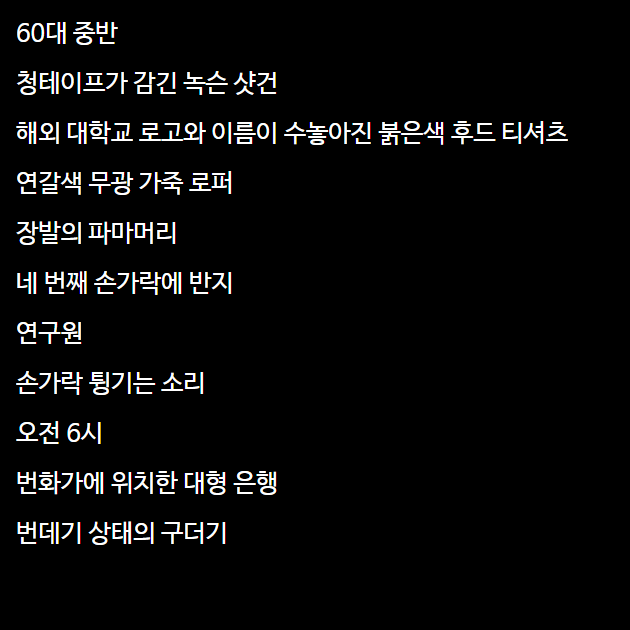 60대 중반
청테이프가 감긴 녹슨 샷건
해외 대학교 로고와 이름이 수놓아진 붉은색 후드 티셔츠
연갈색 무광 가죽 로퍼
장발의 파마머리
네 번째 손가락에 반지
연구원
손가락 튕기는 소리
오전 6시
번화가에 위치한 대형 은행
번데기 상태의 구더기